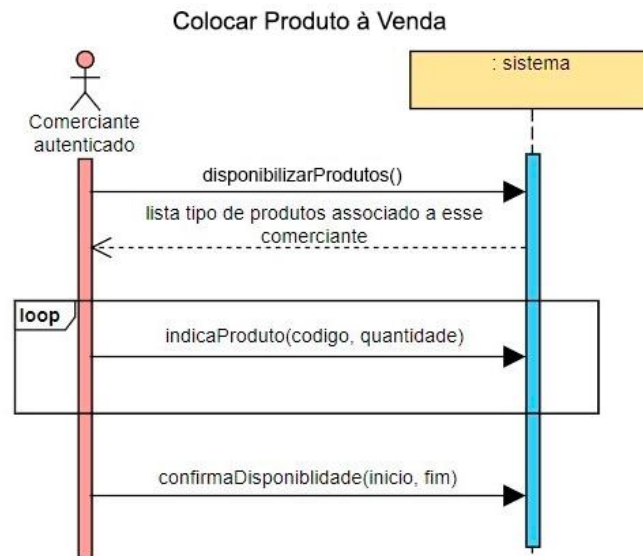 Colocar Produto à Venda
: sistema
Comerciante
autenticado
disponibilizarProdutos()
lista tipo de produtos associado a esse
comerciante
loop
indicaProduto(codigo, quantidade)
confirmaDisponiblidade(inicio, fim)